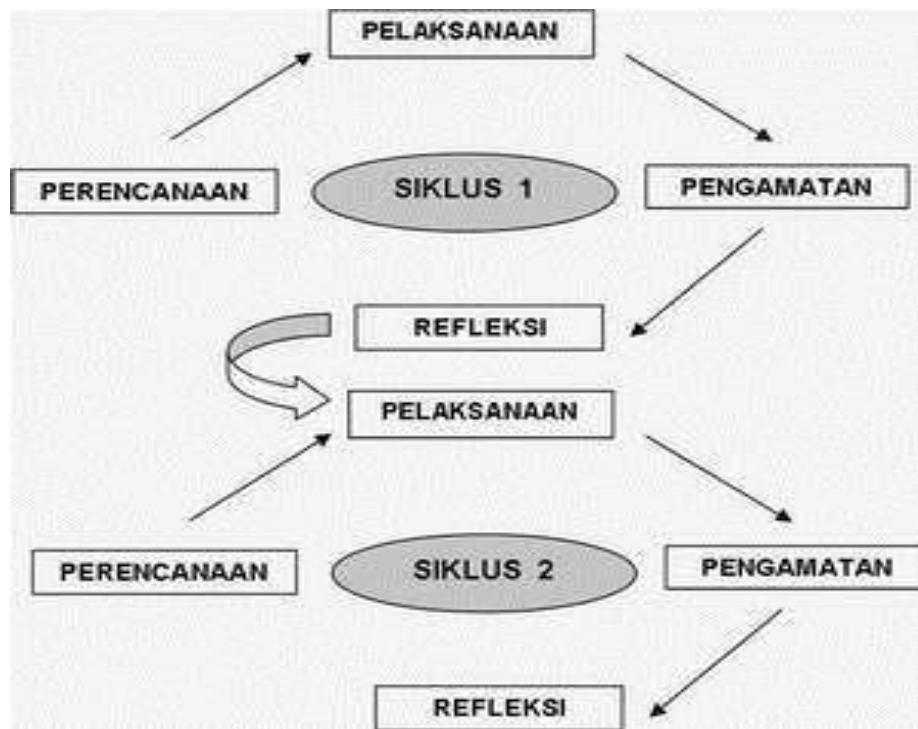 PELAKSANAAN
PERENCANAAN
SIKLUS 1
PENGAMATAN
REFLEKSI
PELAKSANAAN
PERENCANAAN
SIKLUS 2
PENGAMATAN
REFLEKSI